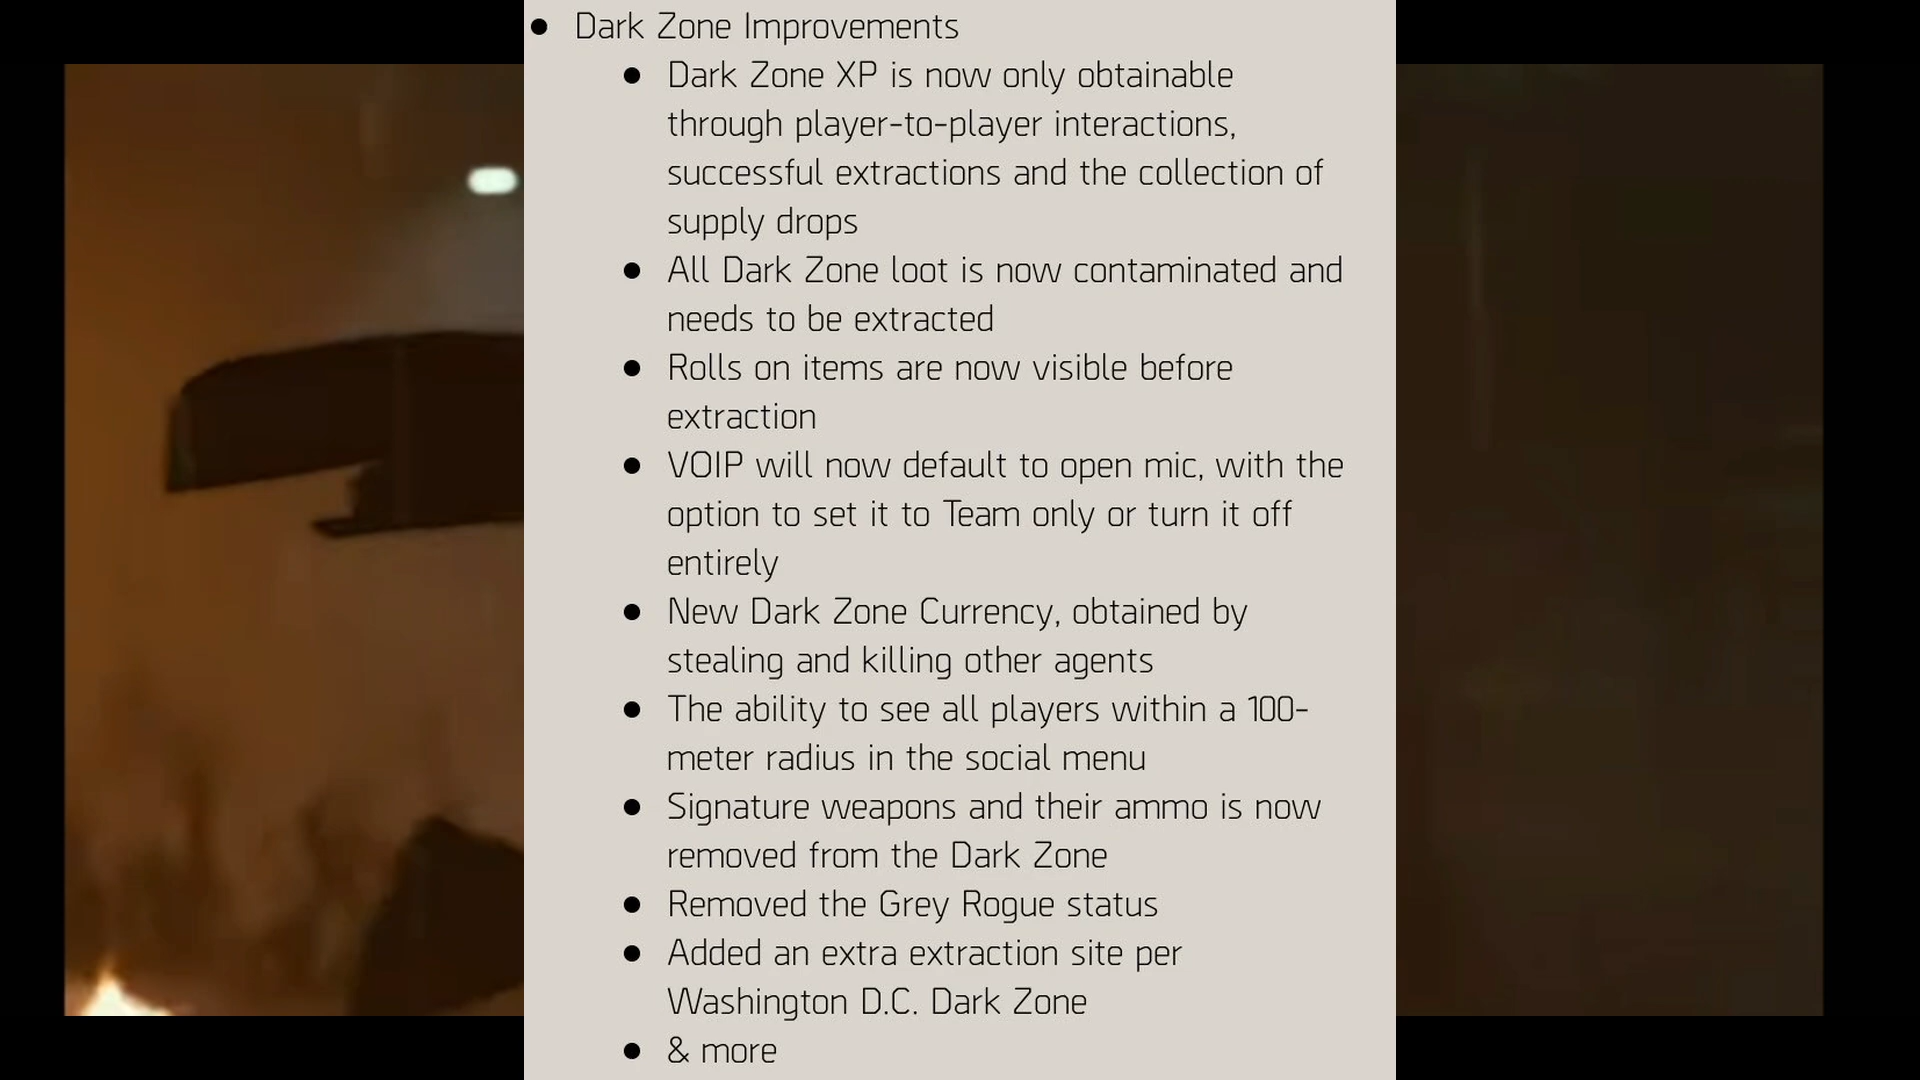 ● Dark Zone Improvements
● Dark Zone XP is now only obtainable
through player-to-player interactions,
successful extractions and the collection of
supply drops
● All Dark Zone loot is now contaminated and
needs to be extracted
● Rolls on items are now visible before
extraction
● VOIP will now default to open mic, with the
option to set it to Team only or turn it off
entirely
● New Dark Zone Currency, obtained by
stealing and killing other agents
● The ability to see all players within a 100-
meter radius in the social menu
● Signature weapons and their ammo is now
removed from the Dark Zone
● Removed the Grey Rogue status
● Added an extra extraction site per
Washington D.C. Dark Zone
● & more